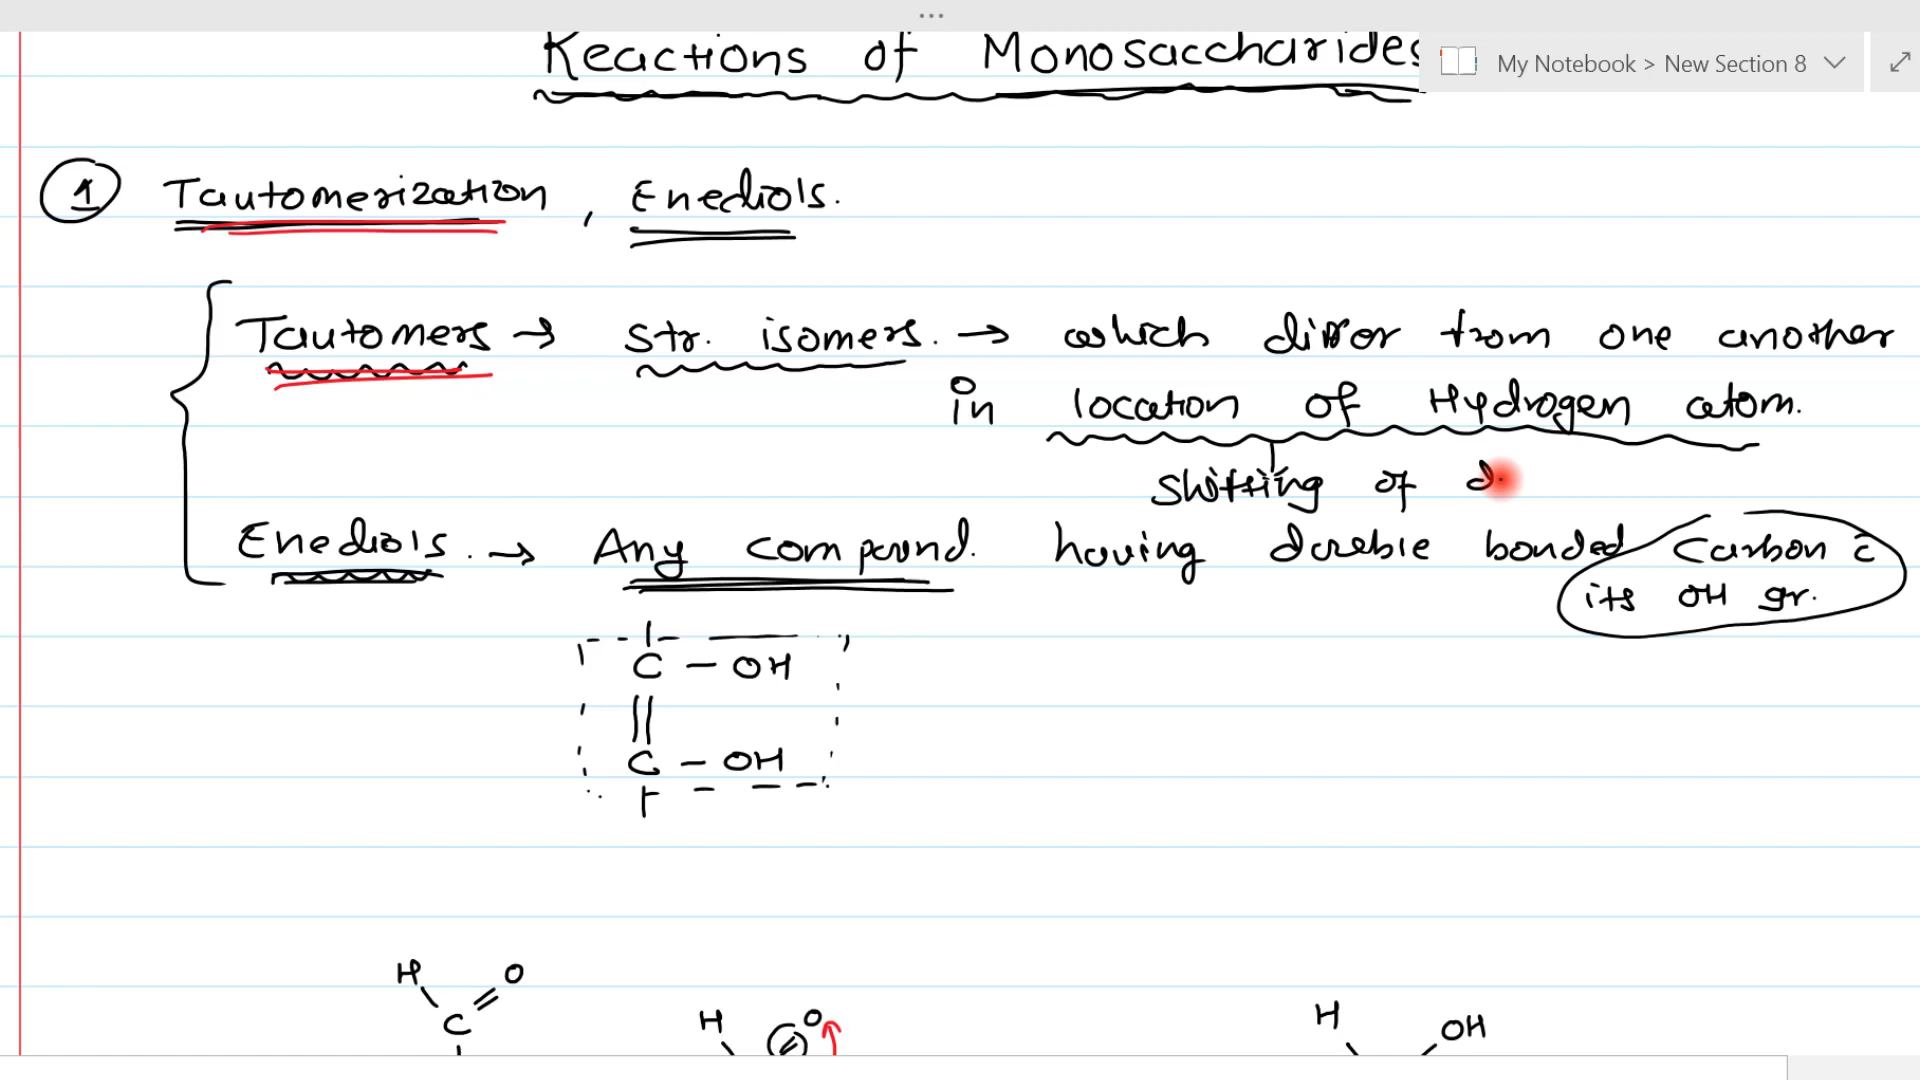 ...
Reactions of Monosaccharides
My Notebook > New Section 8
1 Tautomerization, Enediols.
Tautomers → str. isomers. → which differ from one another
in location of Hydrogen atom.
shifting of d
Enediols. → Any compound. having double bonded Carbon c̄
its OH gr.
C - OH
||
C - OH
H O
C
H O
H OH